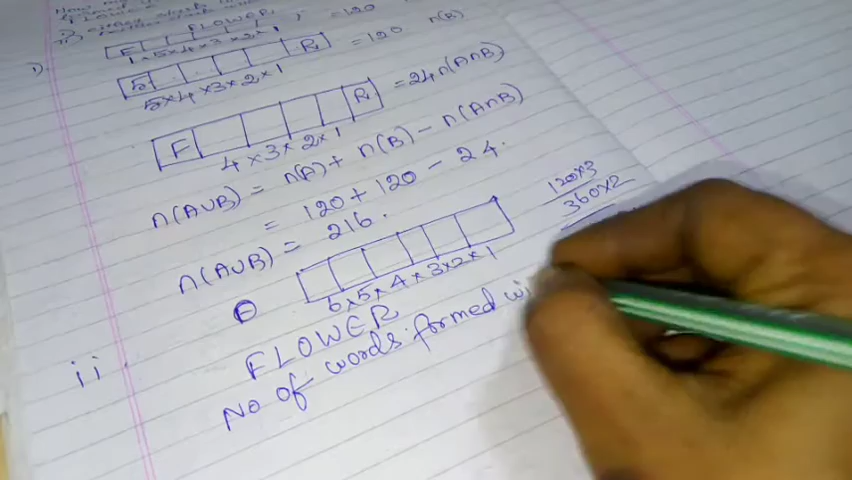 FLOWER
F
1×5×4×3×2×1 = 120
1). R = 120 n(B)
5×4×3×2×1
F R = 24 n(A∩B)
4×3×2×1
n(A∪B) = n(A) + n(B) - n(A∩B)
= 120 + 120 - 24.
n(A∪B) = 216.
120×3
360×2
6×5×4×3×2×1
ii FLOWER
No of words formed wi